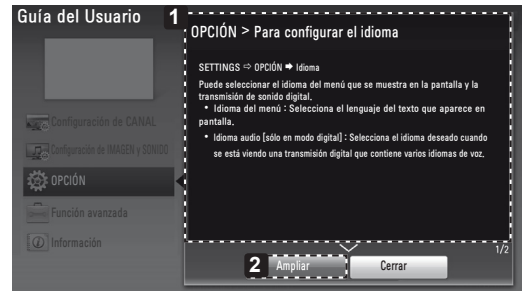 Guía del Usuario
1
OPCIÓN > Para configurar el idioma
SETTINGS ⇨ OPCIÓN ➡ Idioma
Puede seleccionar el idioma del menú que se muestra en la pantalla y la
transmisión de sonido digital.
• Idioma del menú : Selecciona el lenguaje del texto que aparece en
pantalla.
• Idioma audio [sólo en modo digital] : Selecciona el idioma deseado cuando
se está viendo una transmisión digital que contiene varios idiomas de voz.
Configuración de CANAL
Configuración de IMAGEN y SONIDO
OPCIÓN
Función avanzada
Información
1/2
2
Ampliar
Cerrar